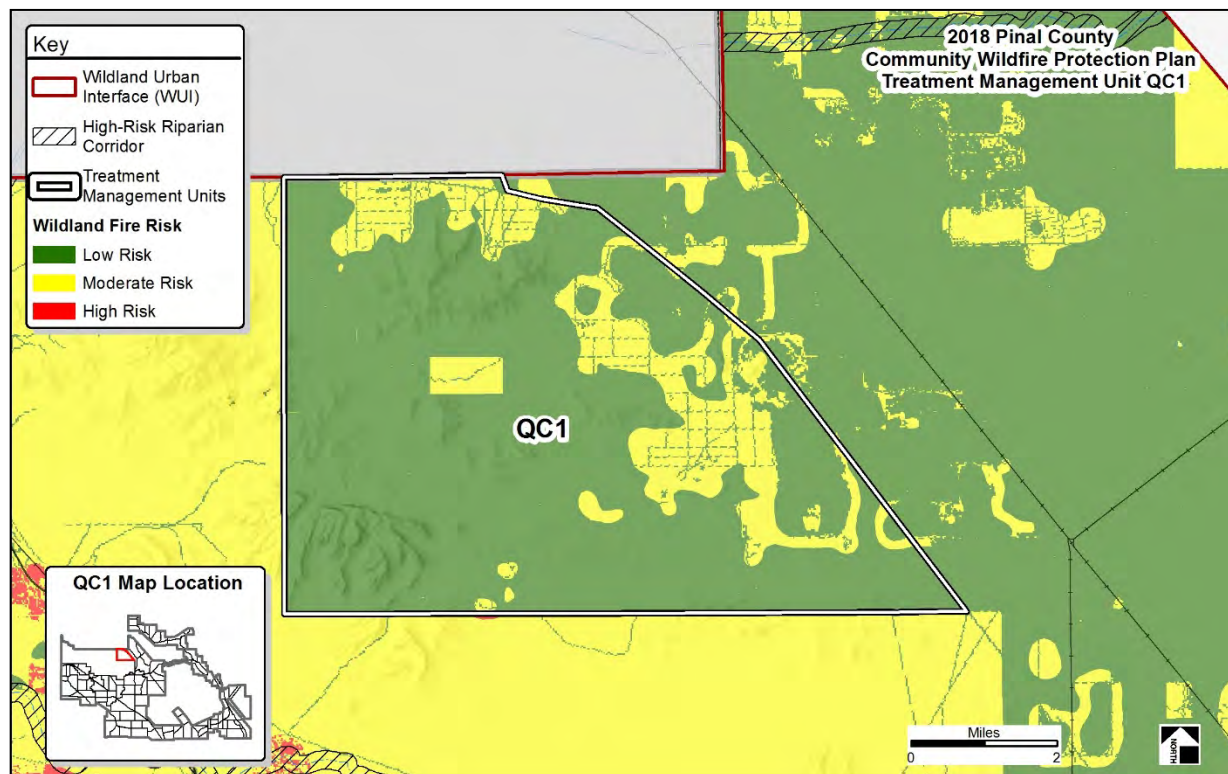 Key
Wildland Urban
Interface (WUI)
High-Risk Riparian
Corridor
Treatment
Management Units
Wildland Fire Risk
Low Risk
Moderate Risk
High Risk
2018 Pinal County
Community Wildfire Protection Plan
Treatment Management Unit QC1
QC1
QC1 Map Location
Miles
0
2
NORTH